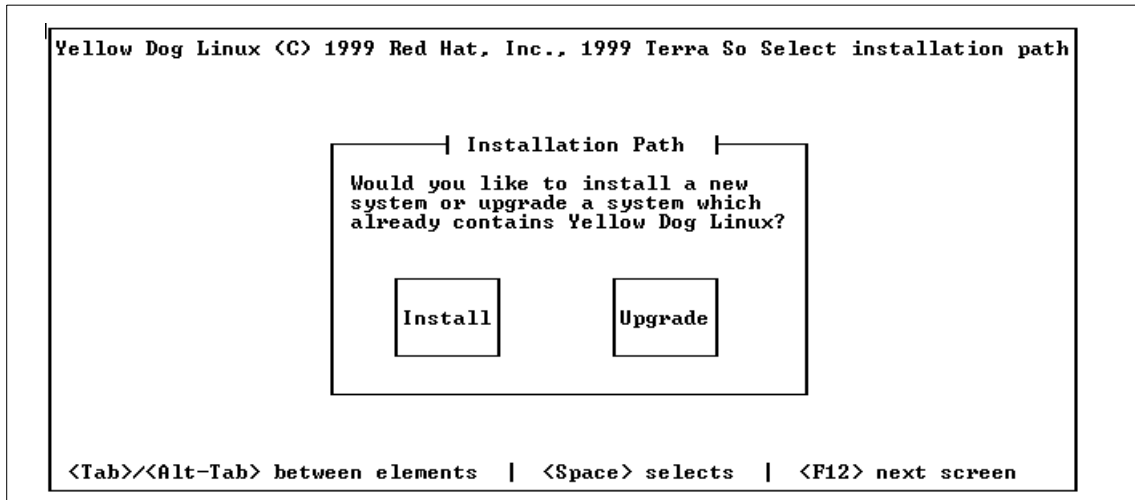 Yellow Dog Linux (C) 1999 Red Hat, Inc., 1999 Terra So Select installation path
Installation Path
Would you like to install a new
system or upgrade a system which
already contains Yellow Dog Linux?
Install Upgrade
<Tab>/<Alt-Tab> between elements | <Space> selects | <F12> next screen